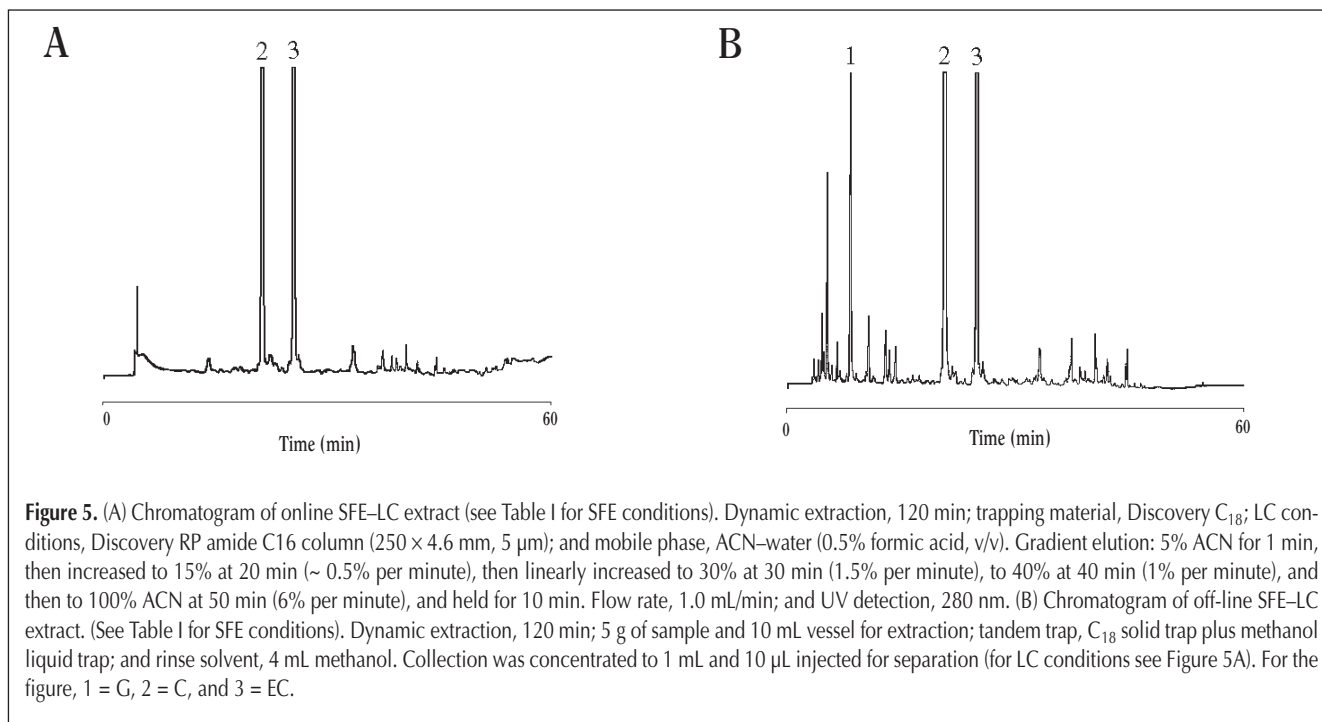 A
2 3
0 60
Time (min)
B
1 2 3
0 60
Time (min)
Figure 5. (A) Chromatogram of online SFE–LC extract (see Table I for SFE conditions). Dynamic extraction, 120 min; trapping material, Discovery C18; LC con-
ditions, Discovery RP amide C16 column (250 × 4.6 mm, 5 µm); and mobile phase, ACN–water (0.5% formic acid, v/v). Gradient elution: 5% ACN for 1 min,
then increased to 15% at 20 min (~ 0.5% per minute), then linearly increased to 30% at 30 min (1.5% per minute), to 40% at 40 min (1% per minute), and
then to 100% ACN at 50 min (6% per minute), and held for 10 min. Flow rate, 1.0 mL/min; and UV detection, 280 nm. (B) Chromatogram of off-line SFE–LC
extract. (See Table I for SFE conditions). Dynamic extraction, 120 min; 5 g of sample and 10 mL vessel for extraction; tandem trap, C18 solid trap plus methanol
liquid trap; and rinse solvent, 4 mL methanol. Collection was concentrated to 1 mL and 10 µL injected for separation (for LC conditions see Figure 5A). For the
figure, 1 = G, 2 = C, and 3 = EC.